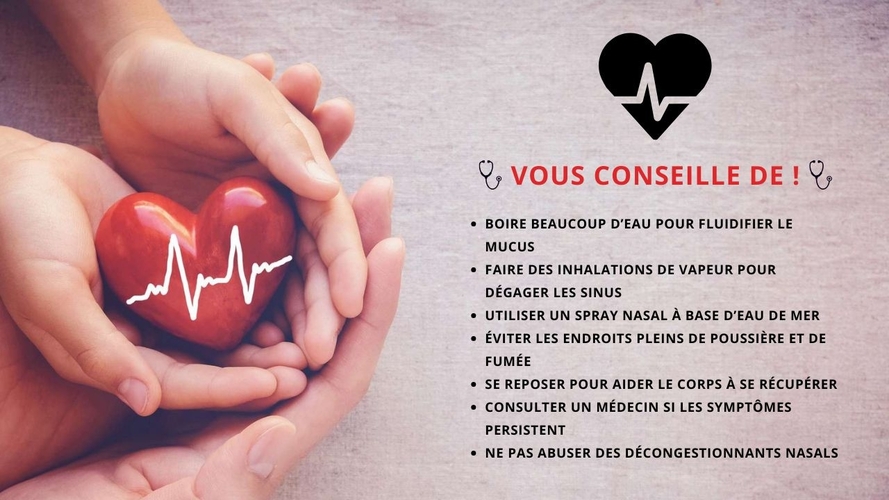 VOUS CONSEILLE DE !
BOIRE BEAUCOUP D’EAU POUR FLUIDIFIER LE
MUCUS
FAIRE DES INHALATIONS DE VAPEUR POUR
DÉGAGER LES SINUS
UTILISER UN SPRAY NASAL À BASE D’EAU DE MER
ÉVITER LES ENDROITS PLEINS DE POUSSIÈRE ET DE
FUMÉE
SE REPOSER POUR AIDER LE CORPS À SE RÉCUPÉRER
CONSULTER UN MÉDECIN SI LES SYMPTÔMES
PERSISTENT
NE PAS ABUSER DES DÉCONGESTIONNANTS NASALS